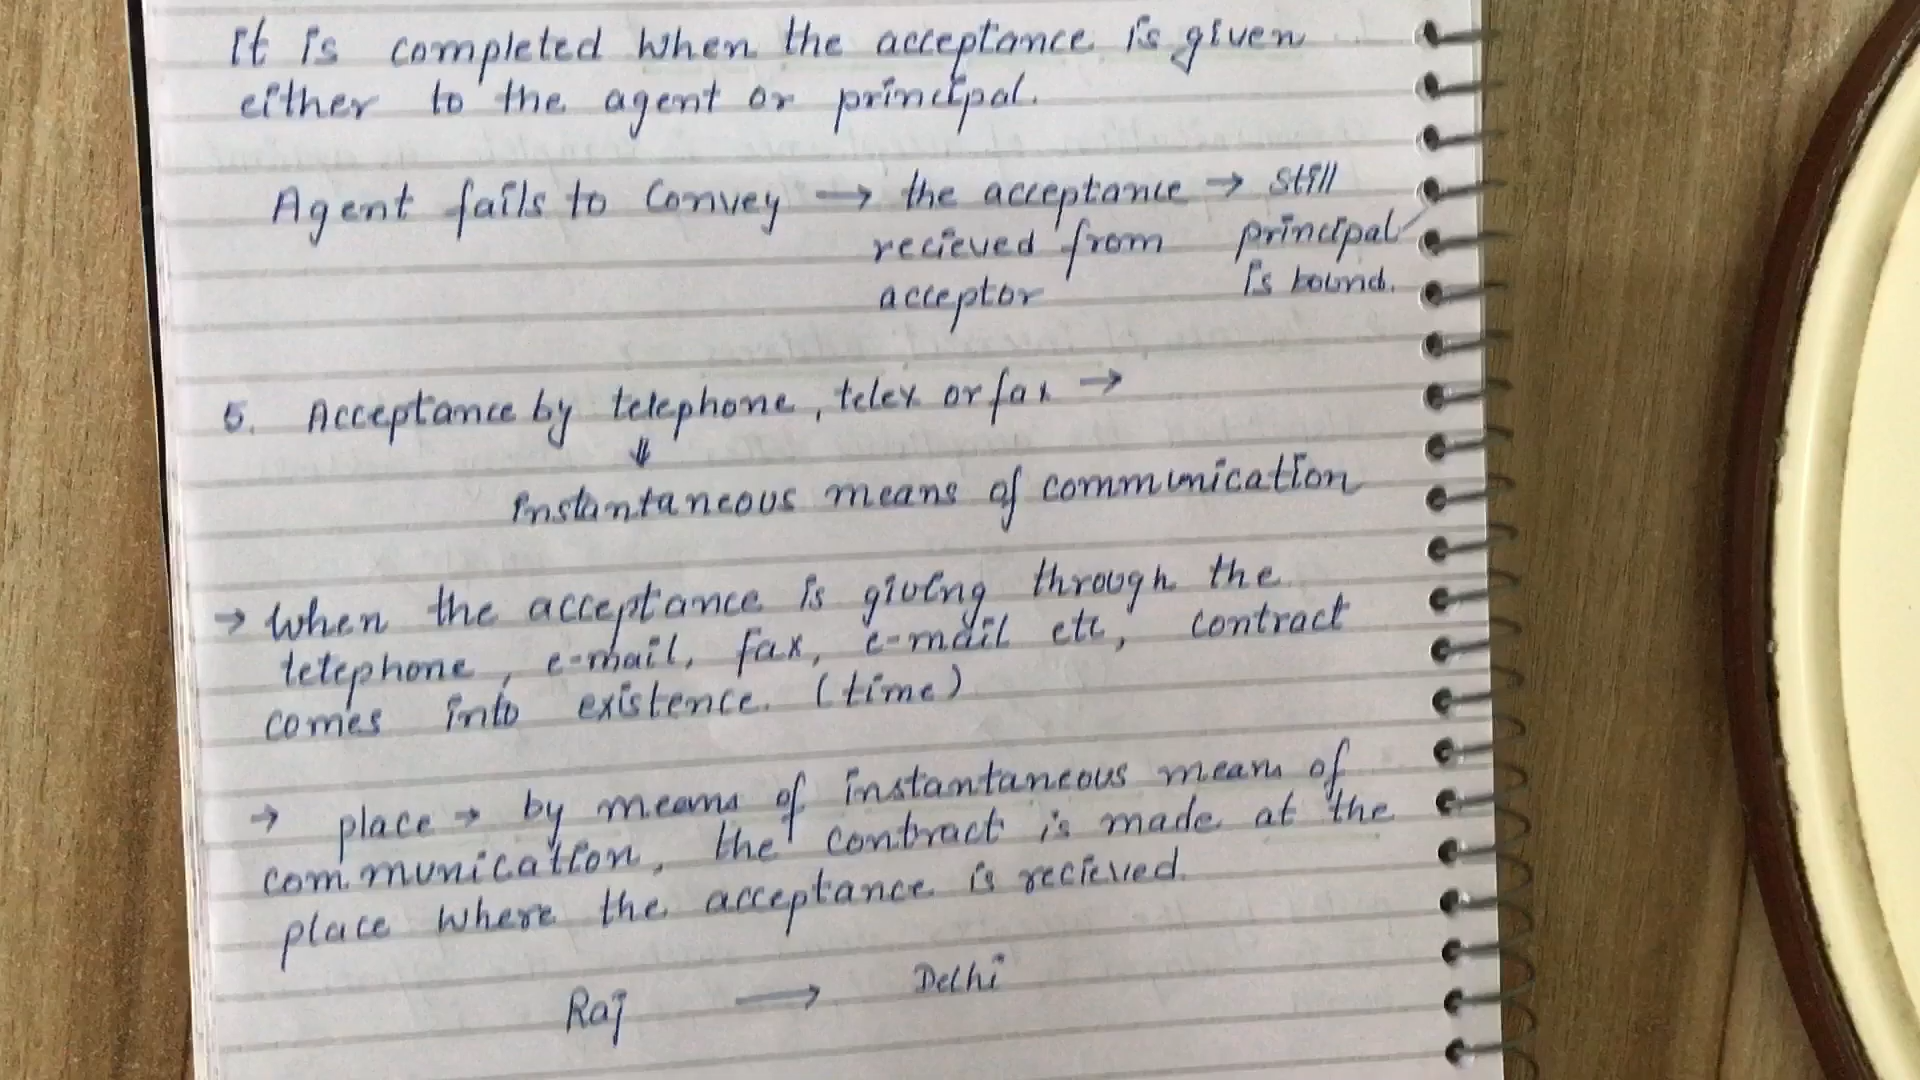 It is completed when the acceptance is given
either to the agent or principal.
Agent fails to convey → the acceptance → still
recieved from principal
acceptor is bound.
5. Acceptance by telephone, telex or fax →
⇓
instantaneous means of communication
→ When the acceptance is giving through the
telephone, e-mail, fax, e-mail etc, contract
comes into existence. (time)
→ place → by means of instantaneous means of
communication, the contract is made at the
place where the acceptance is recieved.
Raj → Delhi